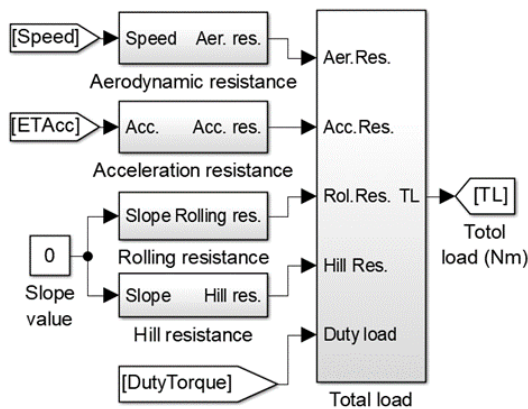 [Speed]
Speed Aer. res.
Aer.Res.
Aerodynamic resistance
[ETAcc]
Acc. Acc. res.
Acc.Res.
Acceleration resistance
Slope Rolling res.
Rol.Res. TL
[TL]
Rolling resistance
Totol
load (Nm)
0
Slope
value
Slope Hill res.
Hill Res.
Hill resistance
Duty load
[DutyTorque]
Total load